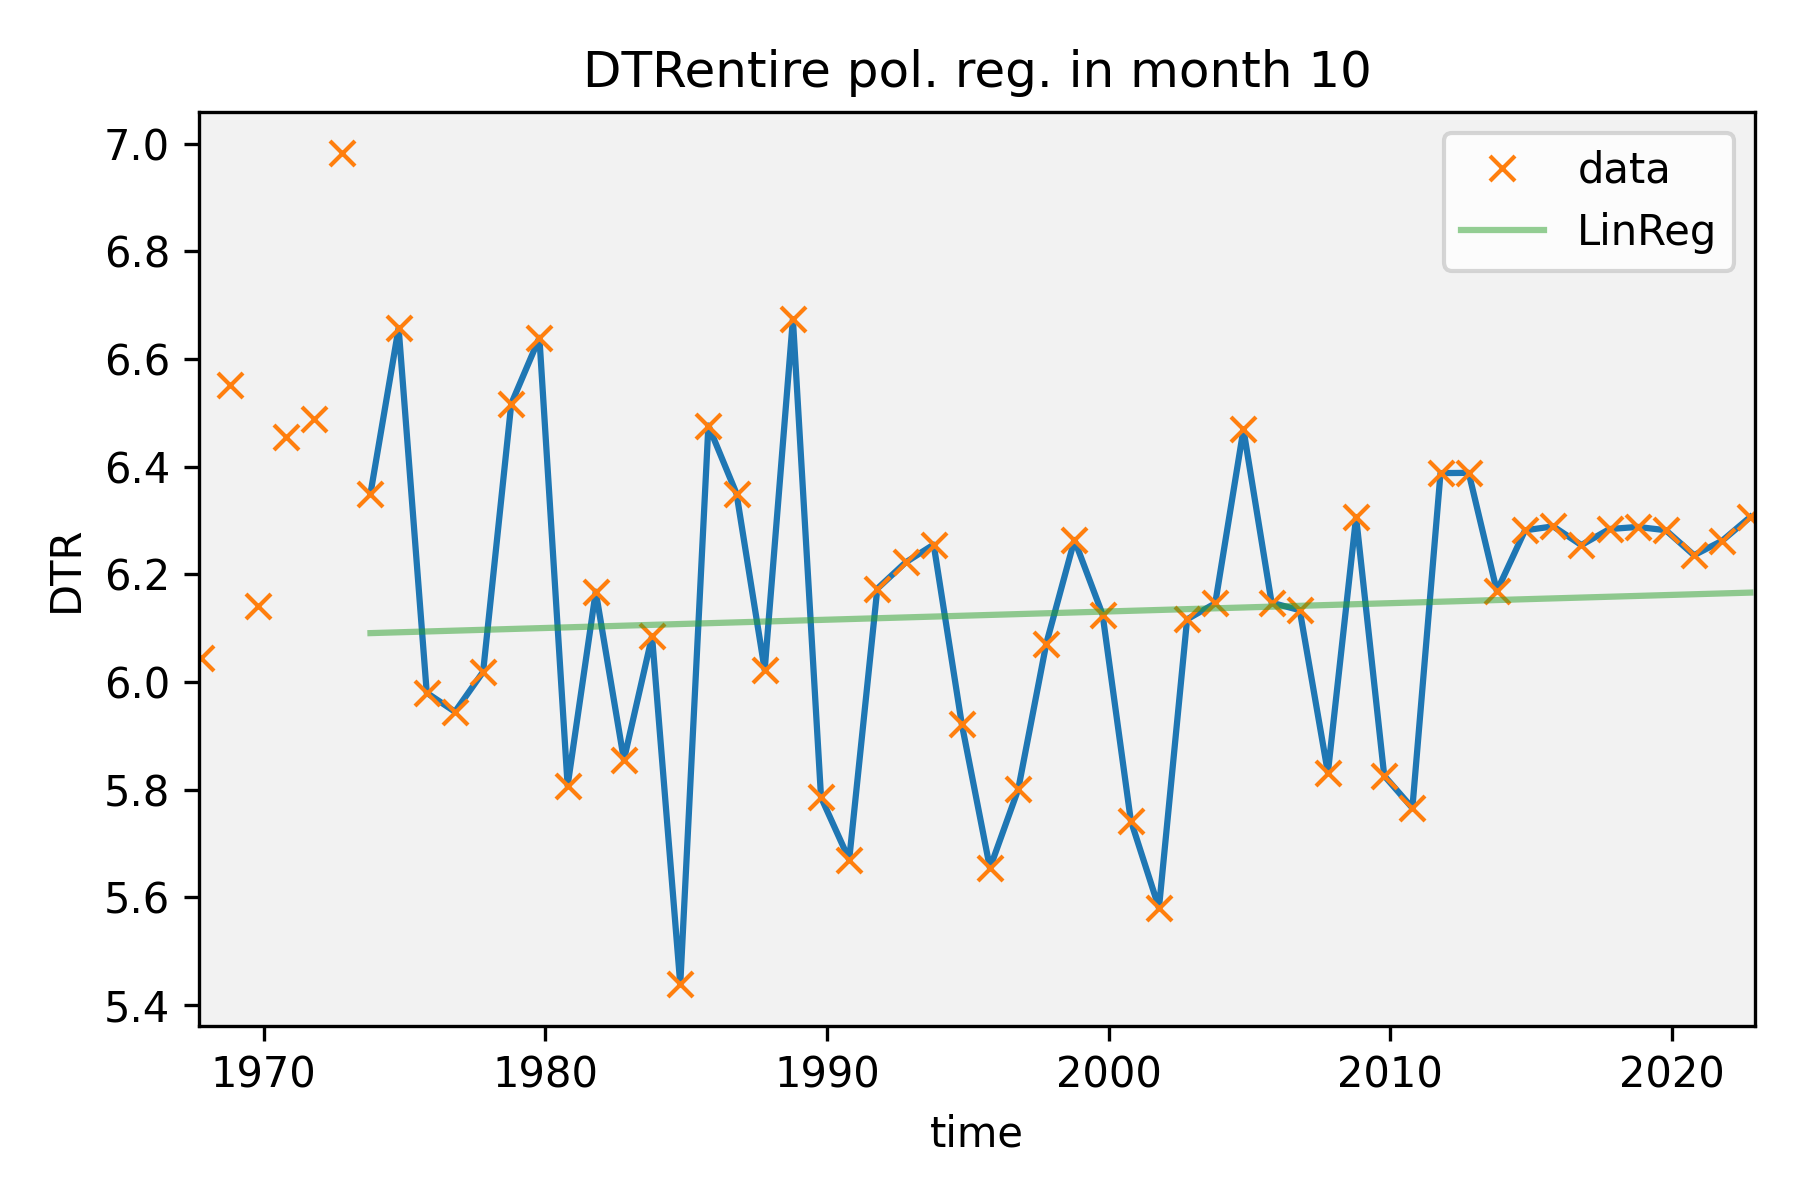 DTRentire pol. reg. in month 10
7.0
6.8
6.6
6.4
6.2
6.0
5.8
5.6
5.4
DTR
data
LinReg
1970 1980 1990 2000 2010 2020
time